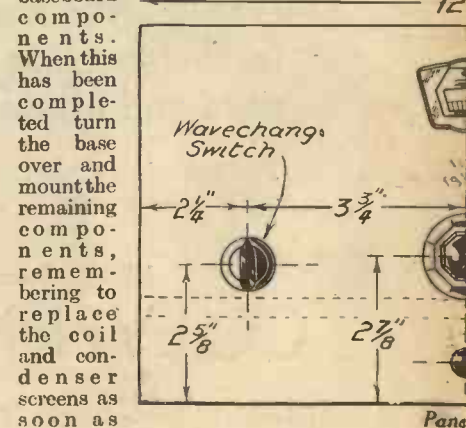 compo-
nents.
When this
has been
comple-
ted turn
the base
over and
mount the
remaining
compo-
nents,
remem-
bering to
replace
the coil
and con-
denser
screens as
soon as
12
Wavechang
Switch
2¼"
3¾"
2⅝"
2⅞"
Pane